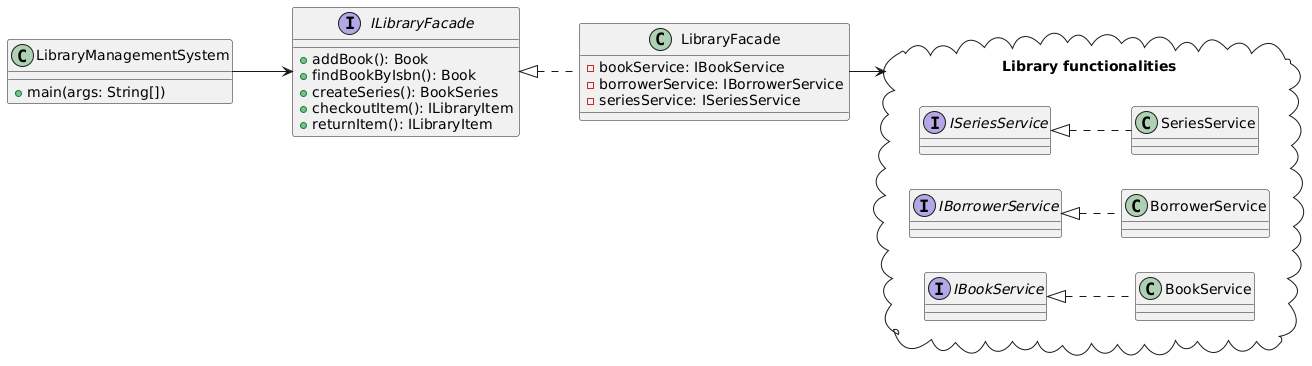 C LibraryManagementSystem
main(args: String[])
I ILibraryFacade
addBook(): Book
findBookByIsbn(): Book
createSeries(): BookSeries
checkoutItem(): ILibraryItem
returnItem(): ILibraryItem
C LibraryFacade
bookService: IBookService
borrowerService: IBorrowerService
seriesService: ISeriesService
Library functionalities
I ISeriesService
C SeriesService
I IBorrowerService
C BorrowerService
I IBookService
C BookService